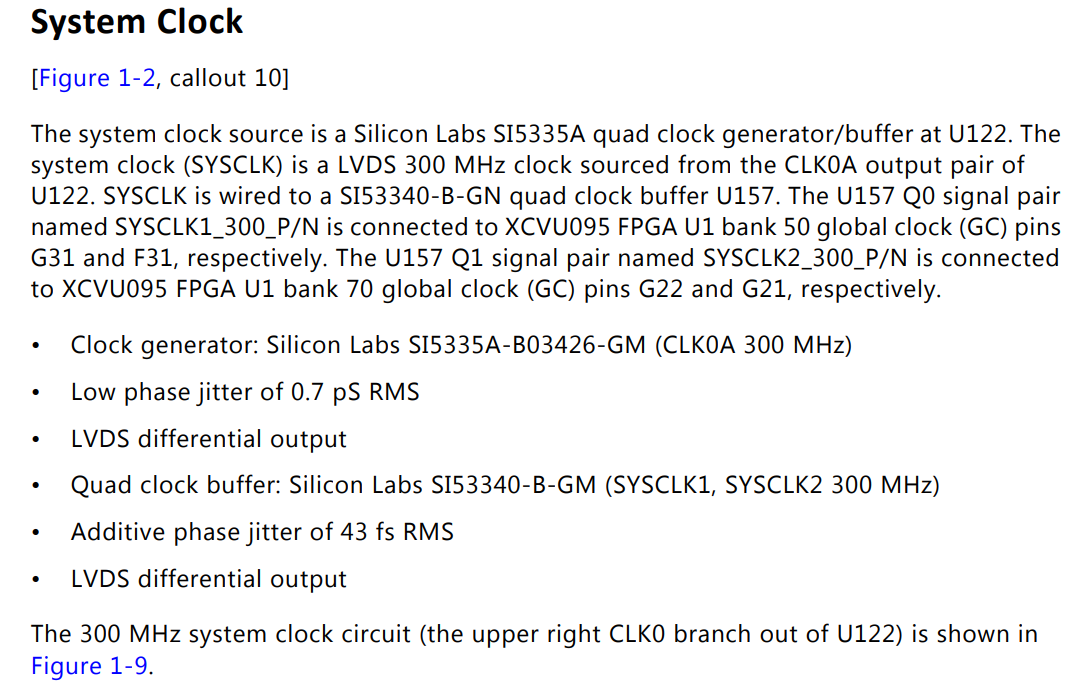 System Clock
[Figure 1-2, callout 10]
The system clock source is a Silicon Labs SI5335A quad clock generator/buffer at U122. The
system clock (SYSCLK) is a LVDS 300 MHz clock sourced from the CLK0A output pair of
U122. SYSCLK is wired to a SI53340-B-GN quad clock buffer U157. The U157 Q0 signal pair
named SYSCLK1_300_P/N is connected to XCVU095 FPGA U1 bank 50 global clock (GC) pins
G31 and F31, respectively. The U157 Q1 signal pair named SYSCLK2_300_P/N is connected
to XCVU095 FPGA U1 bank 70 global clock (GC) pins G22 and G21, respectively.
• Clock generator: Silicon Labs SI5335A-B03426-GM (CLK0A 300 MHz)
• Low phase jitter of 0.7 pS RMS
• LVDS differential output
• Quad clock buffer: Silicon Labs SI53340-B-GM (SYSCLK1, SYSCLK2 300 MHz)
• Additive phase jitter of 43 fs RMS
• LVDS differential output
The 300 MHz system clock circuit (the upper right CLK0 branch out of U122) is shown in
Figure 1-9.